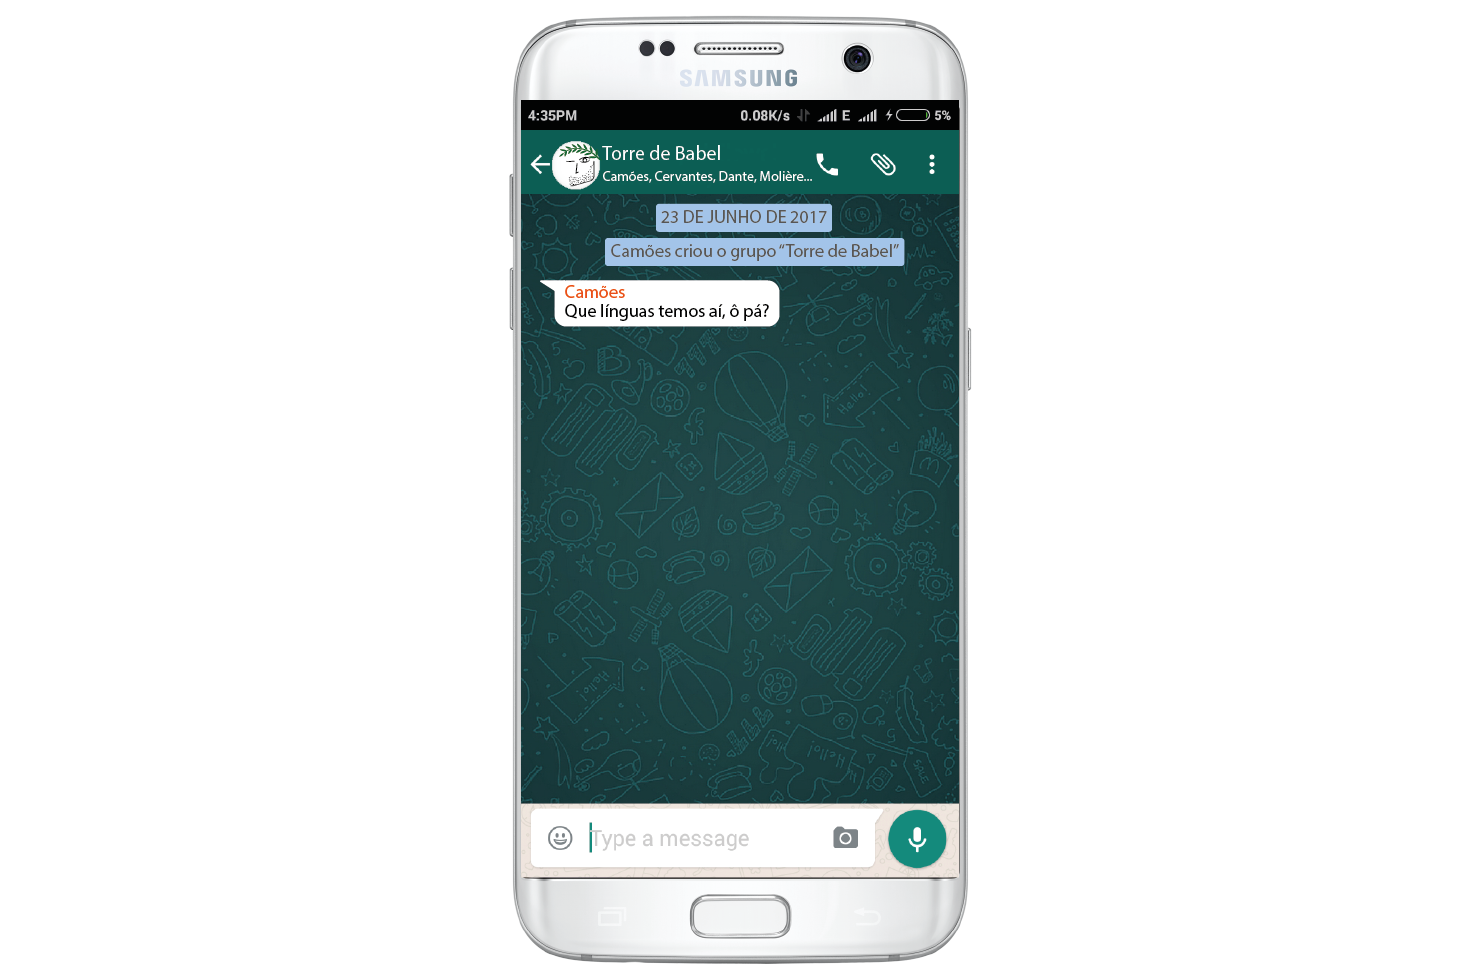 SAMSUNG
4:35PM 0.08K/s E 5%
Torre de Babel
Camões, Cervantes, Dante, Molière...
23 DE JUNHO DE 2017
Camões criou o grupo “Torre de Babel”
Camões
Que línguas temos aí, ô pá?
Type a message